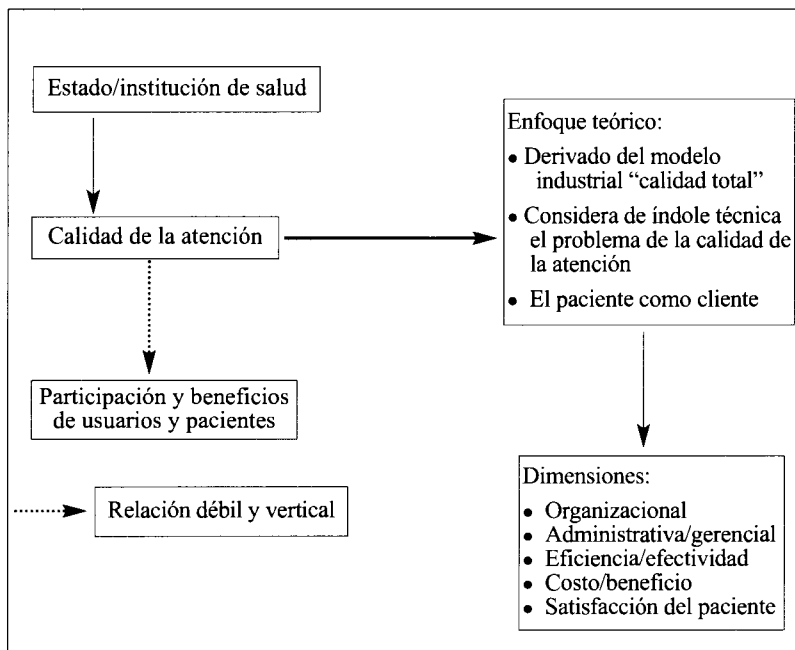 Estado/institución de salud
Calidad de la atención
Participación y beneficios
de usuarios y pacientes
Relación débil y vertical
Enfoque teórico:
• Derivado del modelo
industrial “calidad total”
• Considera de índole técnica
el problema de la calidad de
la atención
• El paciente como cliente
Dimensiones:
• Organizacional
• Administrativa/gerencial
• Eficiencia/efectividad
• Costo/beneficio
• Satisfacción del paciente